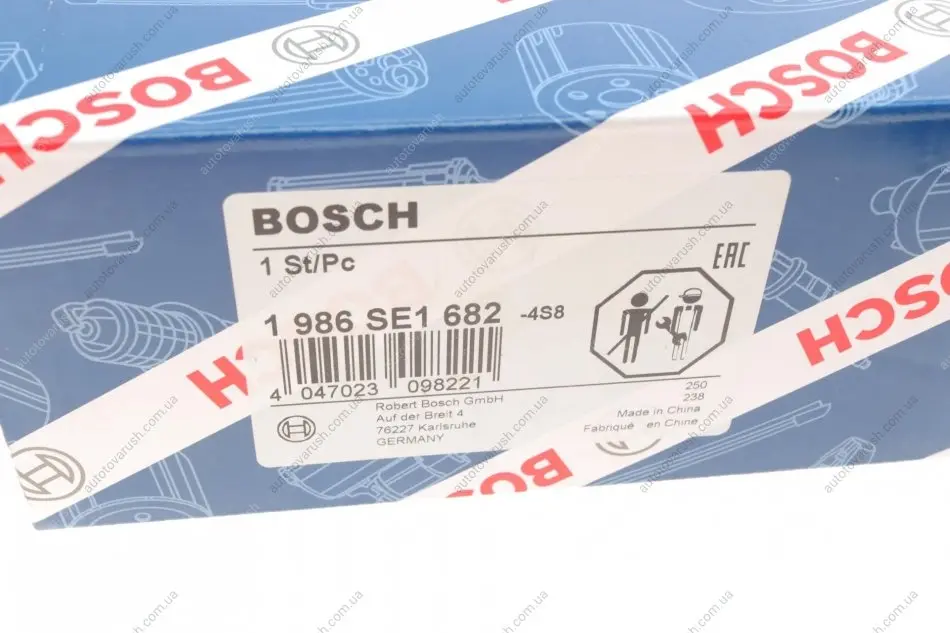 BOSCH
BOSCH
BOSCH
1 St/Pc
EAC
1 986 SE1 682 -4S8
4 047023 098221
Robert Bosch GmbH
Auf der Breit 4
76227 Karlsruhe
GERMANY
250
238
Made in China
Fabriqué en Chine
BOSCH
BOSCH
BOSCH
autotovarush.com.ua